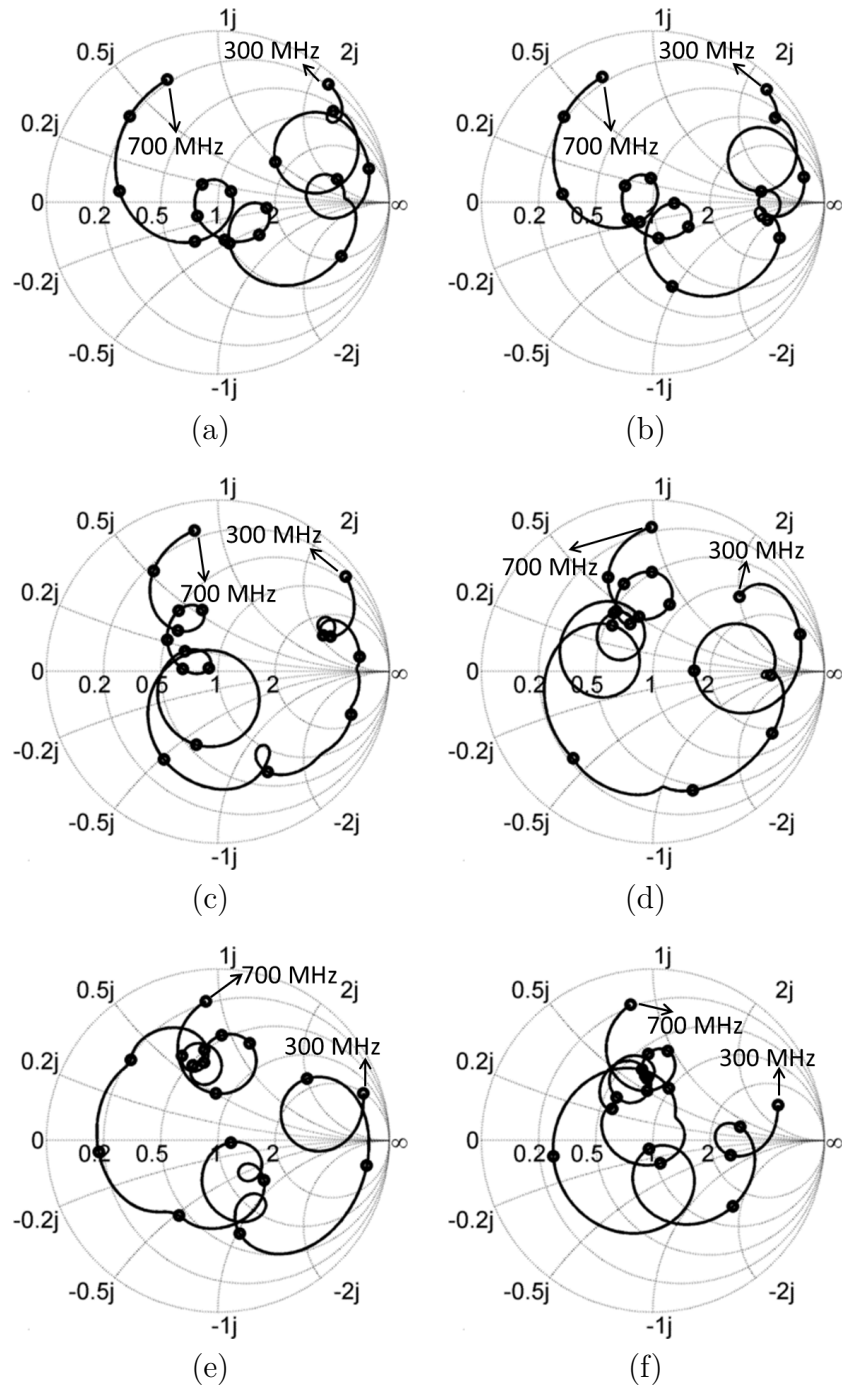 1j 1j
0.5j 2j 0.5j 2j
300 MHz 300 MHz
0.2j 700 MHz 0.2j 700 MHz
0 0.2 0.5 1 2 ∞ 0 0.2 0.5 1 2 ∞
-0.2j -0.2j
-0.5j -2j -0.5j -2j
-1j -1j
(a) (b)
1j 1j
0.5j 300 MHz 2j 0.5j 2j
700 MHz 300 MHz
0.2j 700 MHz 0.2j
0 0.2 0.5 1 2 ∞ 0 0.2 0.5 1 2 ∞
-0.2j -0.2j
-0.5j -2j -0.5j -2j
-1j -1j
(c) (d)
1j 1j
700 MHz
0.5j 2j 0.5j 2j
700 MHz
0.2j 300 MHz 0.2j 300 MHz
0 0.2 0.5 1 2 ∞ 0 0.2 0.5 1 2 ∞
-0.2j -0.2j
-0.5j -2j -0.5j -2j
-1j -1j
(e) (f)